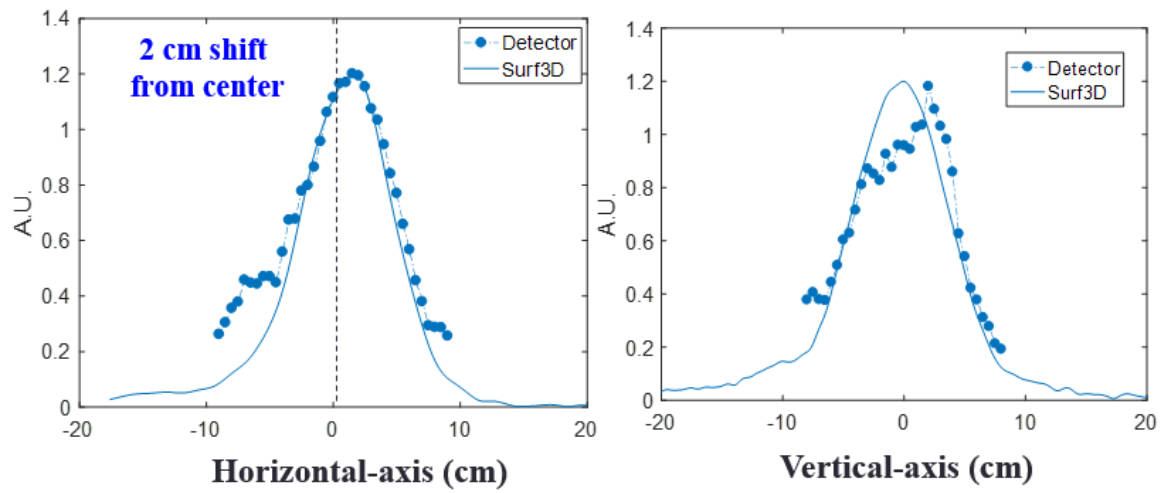 2 cm shift
from center
Detector
Surf3D
A.U.
1.4
1.2
1
0.8
0.6
0.4
0.2
0
-20
-10
0
10
20
Horizontal-axis (cm)
Detector
Surf3D
A.U.
1.4
1.2
1
0.8
0.6
0.4
0.2
0
-20
-10
0
10
20
Vertical-axis (cm)